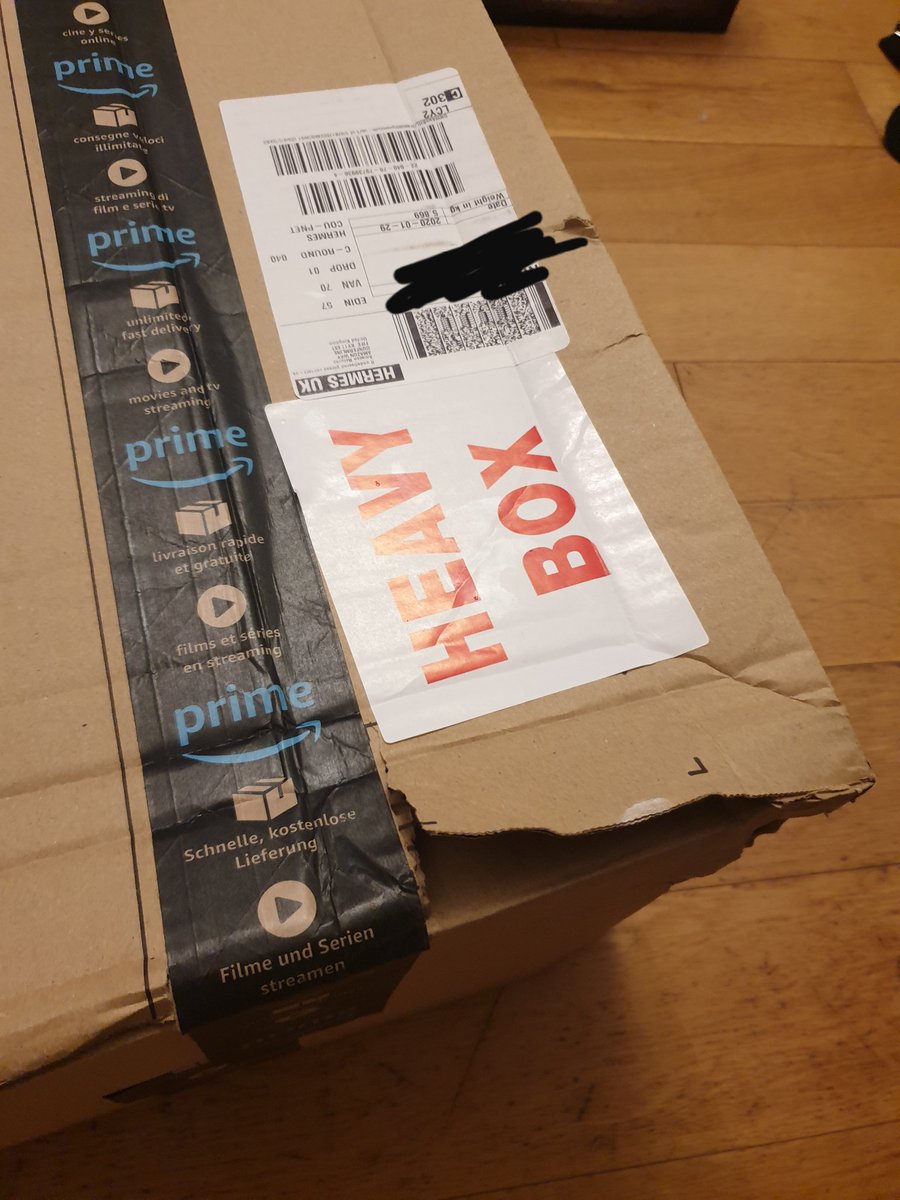 cine y series
online
prime
consegne veloci
illimitate
streaming di
film e serie tv
prime
unlimited
fast delivery
movies and tv
streaming
prime
livraison rapide
et gratuite
films et séries
en streaming
prime
Schnelle, kostenlose
Lieferung
Filme und Serien
streamen
HERMES UK
EDIN 57
VAN 70
DROP 01
C-ROUND 040
HERMES
COU-PNET
Date
2020-01-29
Weight in kg
5.869
LCY2
C 302
HEAVY
BOX